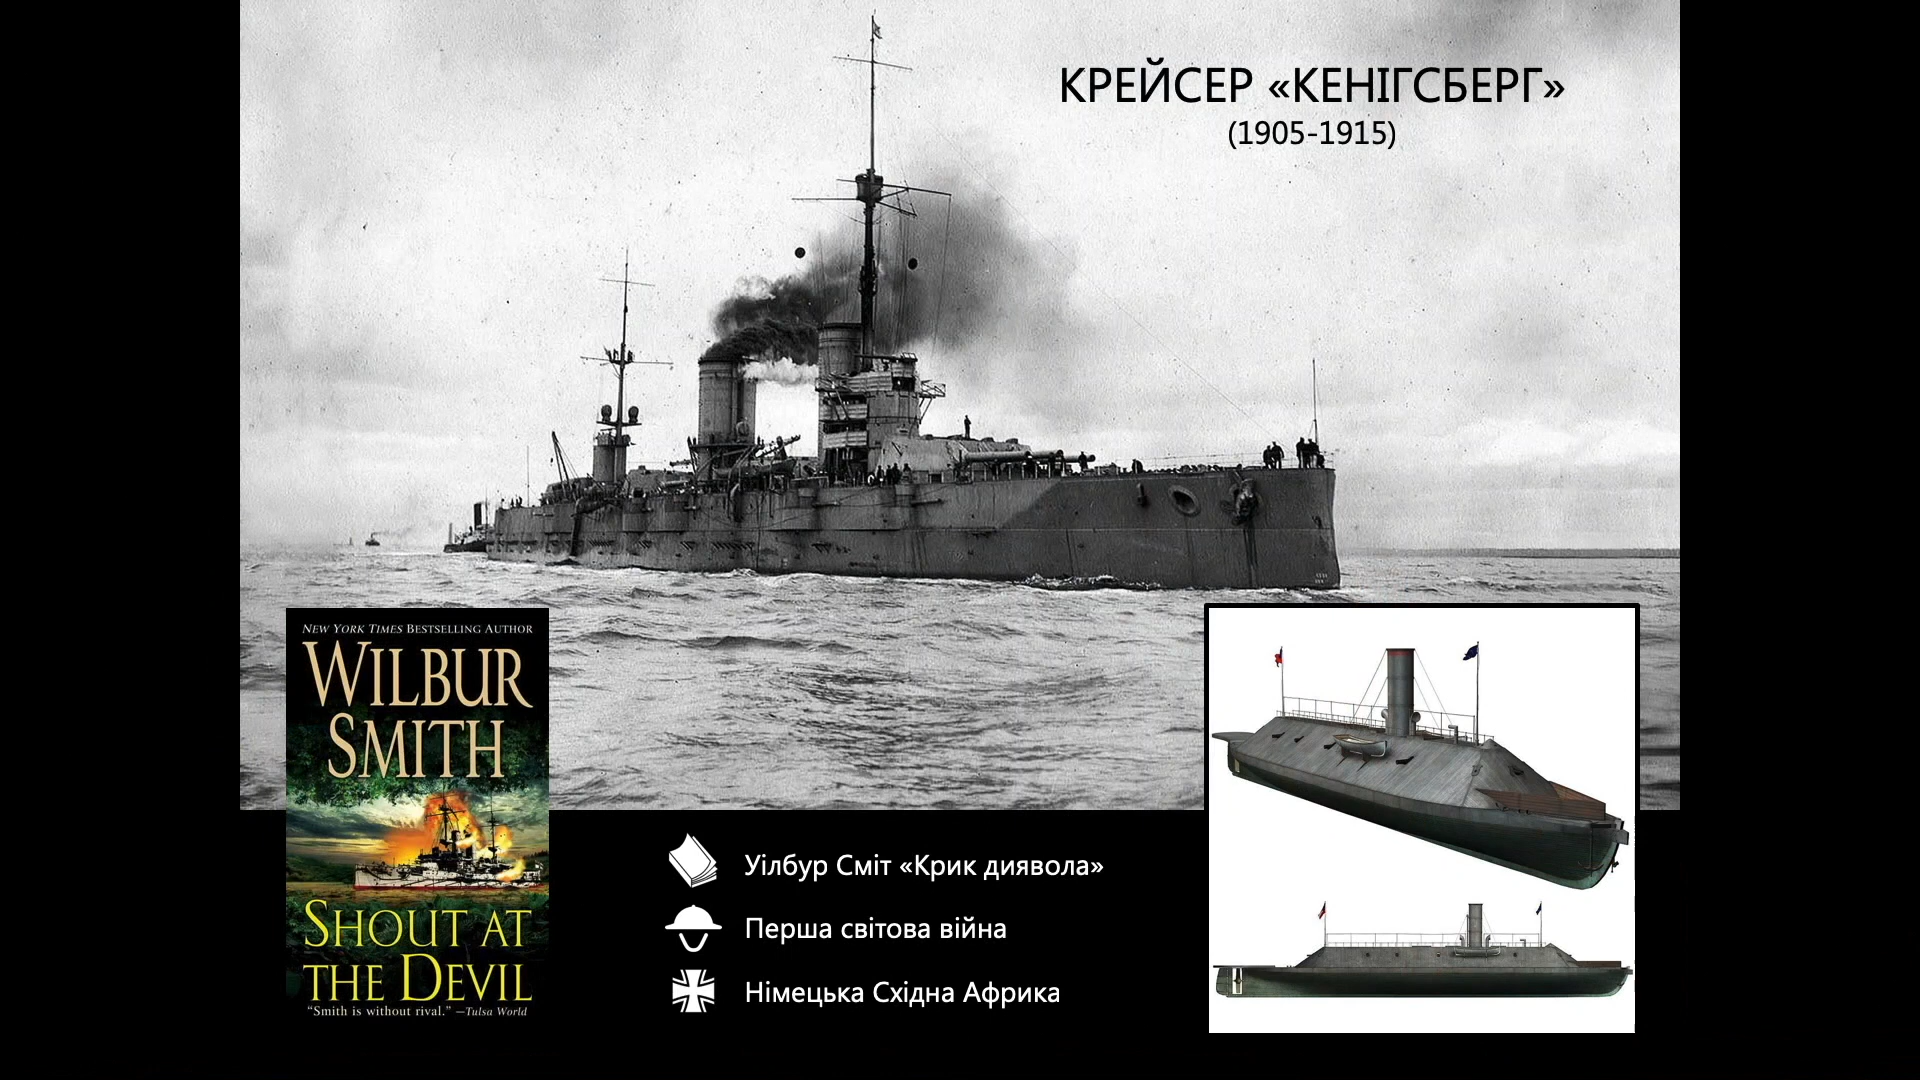 КРЕЙСЕР «КЕНІГСБЕРГ»
(1905-1915)
NEW YORK TIMES BESTSELLING AUTHOR
WILBUR
SMITH
SHOUT AT
THE DEVIL
“Smith is without rival.” —Tulsa World
Уілбур Сміт «Крик диявола»
Перша світова війна
Німецька Східна Африка